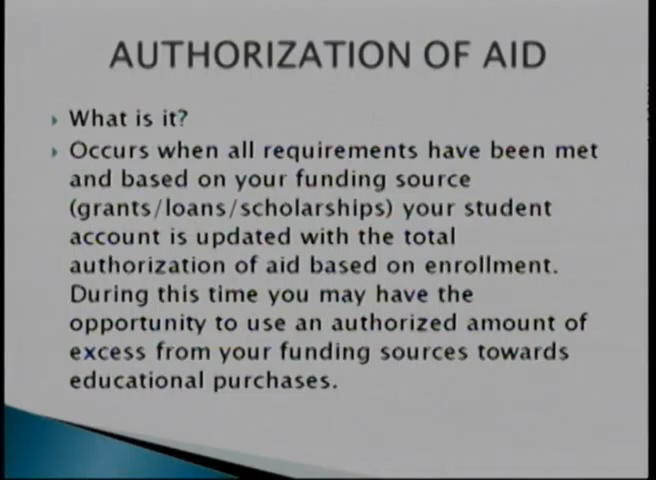 AUTHORIZATION OF AID
What is it?
Occurs when all requirements have been met
and based on your funding source
(grants/loans/scholarships) your student
account is updated with the total
authorization of aid based on enrollment.
During this time you may have the
opportunity to use an authorized amount of
excess from your funding sources towards
educational purchases.